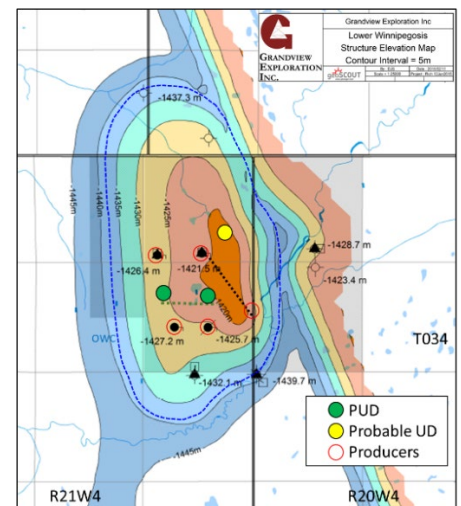 GRANDVIEW
EXPLORATION
INC.
Grandview Exploration Inc
Lower Winnipegosis
Structure Elevation Map
Contour Interval = 5m
-1437.3 m
-1445m
-1440m
-1435m
-1430m
-1425m
-1428.7 m
-1426.4 m
-1421.5 m
-1423.4 m
-1420m
-1427.2 m
-1425.7 m
OWC
T034
-1432.1 m
-1439.7 m
PUD
Probable UD
Producers
-1445m
R21W4
R20W4